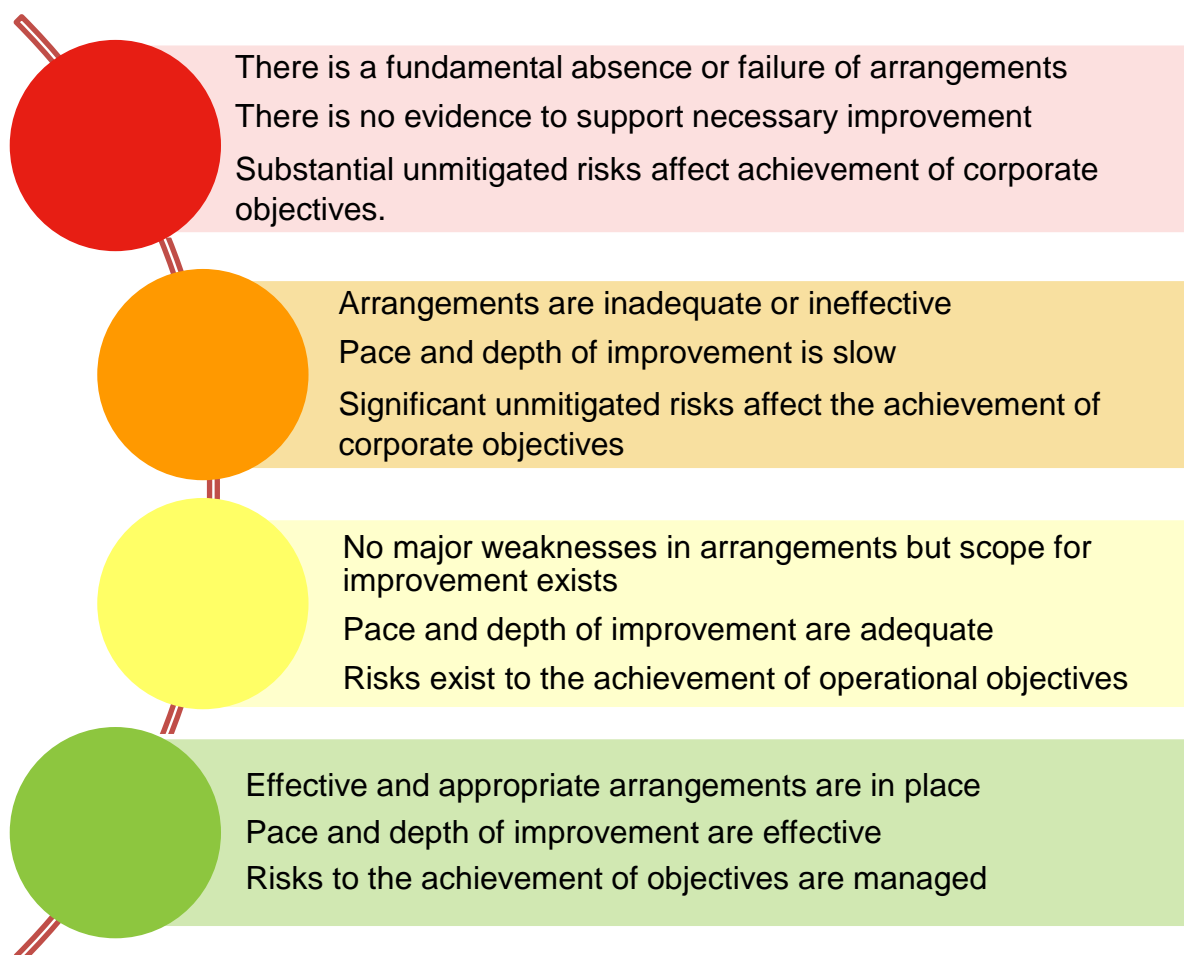 There is a fundamental absence or failure of arrangements
There is no evidence to support necessary improvement
Substantial unmitigated risks affect achievement of corporate
objectives.
Arrangements are inadequate or ineffective
Pace and depth of improvement is slow
Significant unmitigated risks affect the achievement of
corporate objectives
No major weaknesses in arrangements but scope for
improvement exists
Pace and depth of improvement are adequate
Risks exist to the achievement of operational objectives
Effective and appropriate arrangements are in place
Pace and depth of improvement are effective
Risks to the achievement of objectives are managed